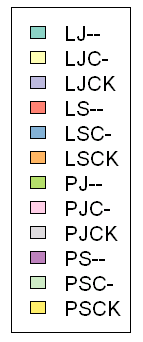 LJ--
LJC-
LJCK
LS--
LSC-
LSCK
PJ--
PJC-
PJCK
PS--
PSC-
PSCK